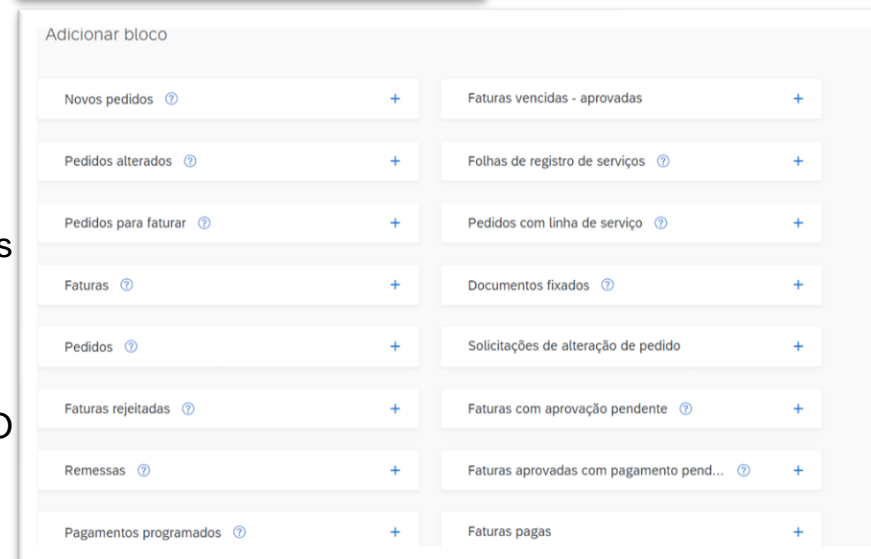 Adicionar bloco
Novos pedidos
Faturas vencidas - aprovadas
Pedidos alterados
Folhas de registro de serviços
Pedidos para faturar
Pedidos com linha de serviço
s
Faturas
Documentos fixados
Pedidos
Solicitações de alteração de pedido
Faturas rejeitadas
Faturas com aprovação pendente
Remessas
Faturas aprovadas com pagamento pend...
Pagamentos programados
Faturas pagas